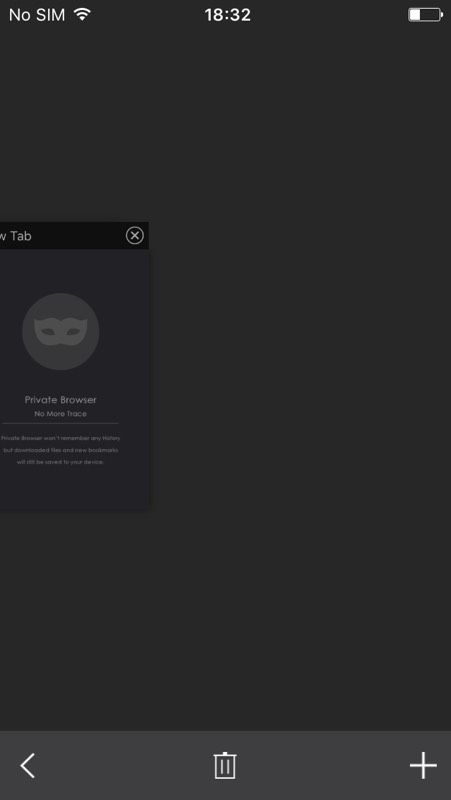 No SIM 18:32
w Tab
Private Browser
No More Trace
Private Browser won't remember any history
but downloaded files and new bookmarks
will still be saved to your device.